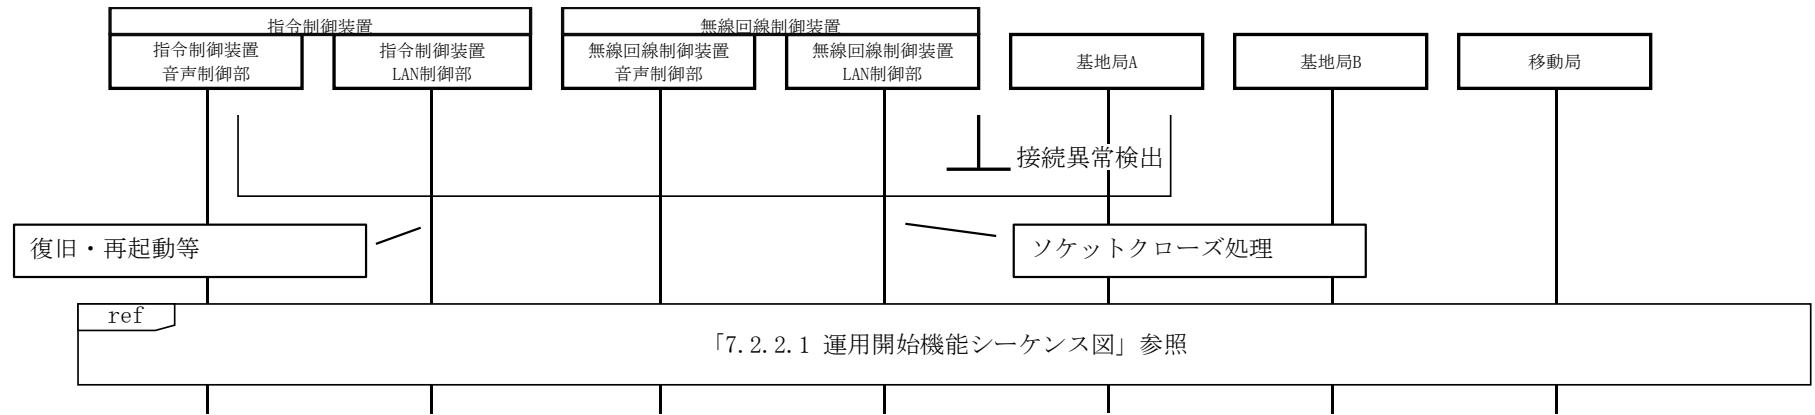 指令制御装置
無線回線制御装置
指令制御装置
音声制御部
指令制御装置
LAN制御部
無線回線制御装置
音声制御部
無線回線制御装置
LAN制御部
基地局A
基地局B
移動局
接続異常検出
復旧・再起動等
ソケットクローズ処理
ref
「7.2.2.1 運用開始機能シーケンス図」参照